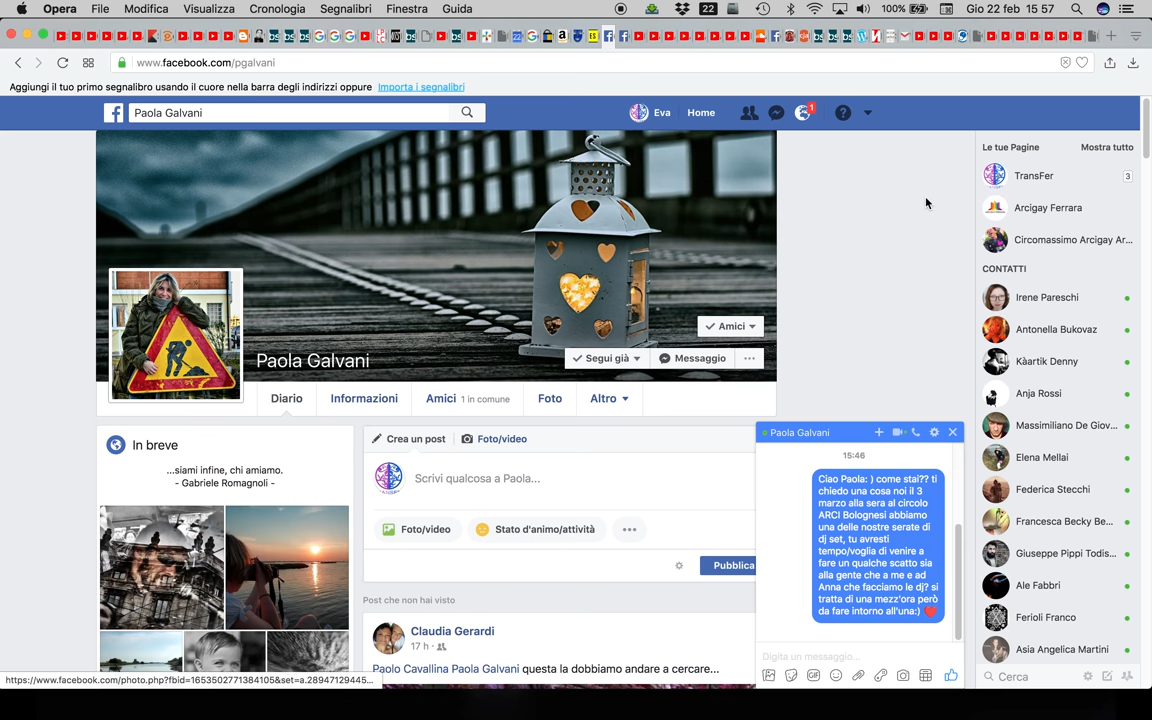 Opera File Modifica Visualizza Cronologia Segnalibri Finestra Guida 22 100% Gio 22 feb 15 57
www.facebook.com/pgalvani
Aggiungi il tuo primo segnalibro usando il cuore nella barra degli indirizzi oppure Importa i segnalibri
Paola Galvani Eva Home 1
Le tue Pagine Mostra tutto
TransFer 3
Arcigay Ferrara
Circomassimo Arcigay Ar...
CONTATTI
Irene Pareschi
Antonella Bukovaz
Kàartik Denny
Anja Rossi
Massimiliano De Giov...
Elena Mellai
Federica Stecchi
Francesca Becky Be...
Giuseppe Pippi Todis...
Ale Fabbri
Ferioli Franco
Asia Angelica Martini
Cerca
Amici
Paola Galvani
Segui già Messaggio
Diario Informazioni Amici 1 in comune Foto Altro
In breve
...siami infine, chi amiamo.
- Gabriele Romagnoli -
Crea un post Foto/video
Scrivi qualcosa a Paola...
Foto/video Stato d'animo/attività
Pubblica
Post che non hai visto
Claudia Gerardi
17 h
Paolo Cavallina Paola Galvani questa la dobbiamo andare a cercare...
Paola Galvani
15:46
Ciao Paola: ) come stai?? ti
chiedo una cosa noi il 3
marzo alla sera al circolo
ARCI Bolognesi abbiamo
una delle nostre serate di
dj set, tu avresti
tempo/voglia di venire a
fare un qualche scatto sia
alla gente che a me e ad
Anna che facciamo le dj? si
tratta di una mezz'ora però
da fare intorno all'una:)
Digita un messaggio...
https://www.facebook.com/photo.php?fbid=1653502771384105&set=a.28947129445...